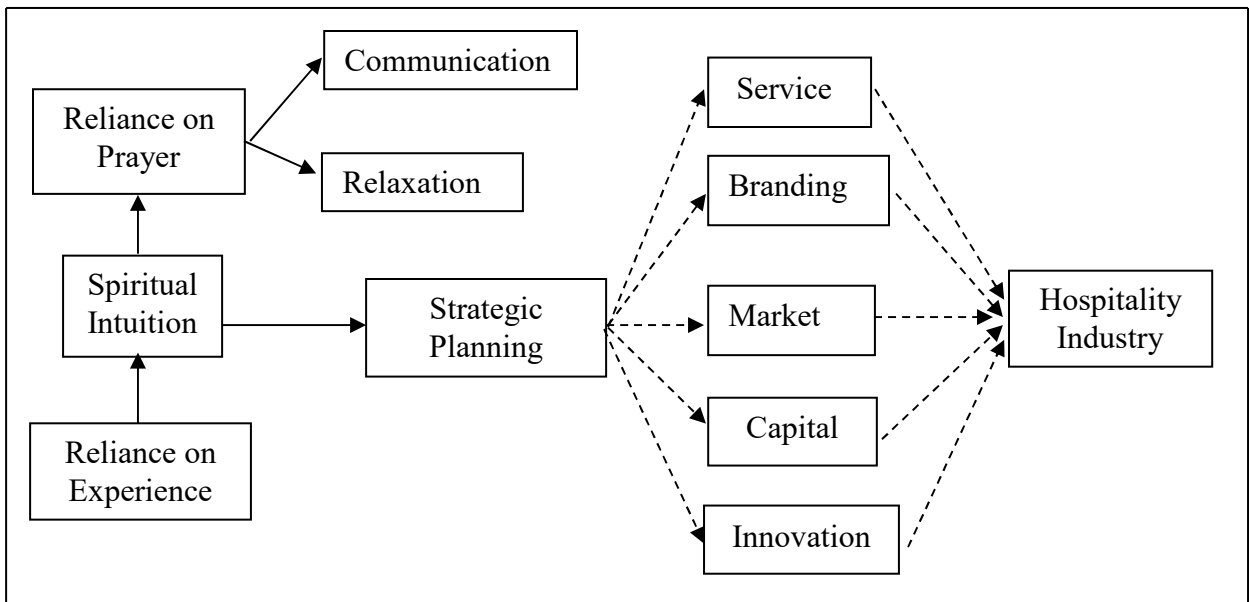 Communication
Reliance on
Prayer
Relaxation
Spiritual
Intuition
Reliance on
Experience
Strategic
Planning
Service
Branding
Market
Capital
Innovation
Hospitality
Industry